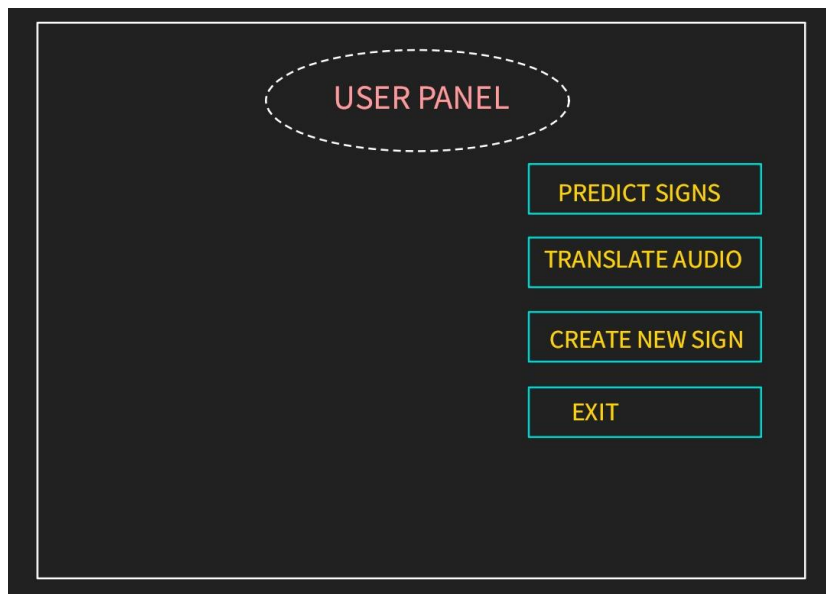 USER PANEL
PREDICT SIGNS
TRANSLATE AUDIO
CREATE NEW SIGN
EXIT